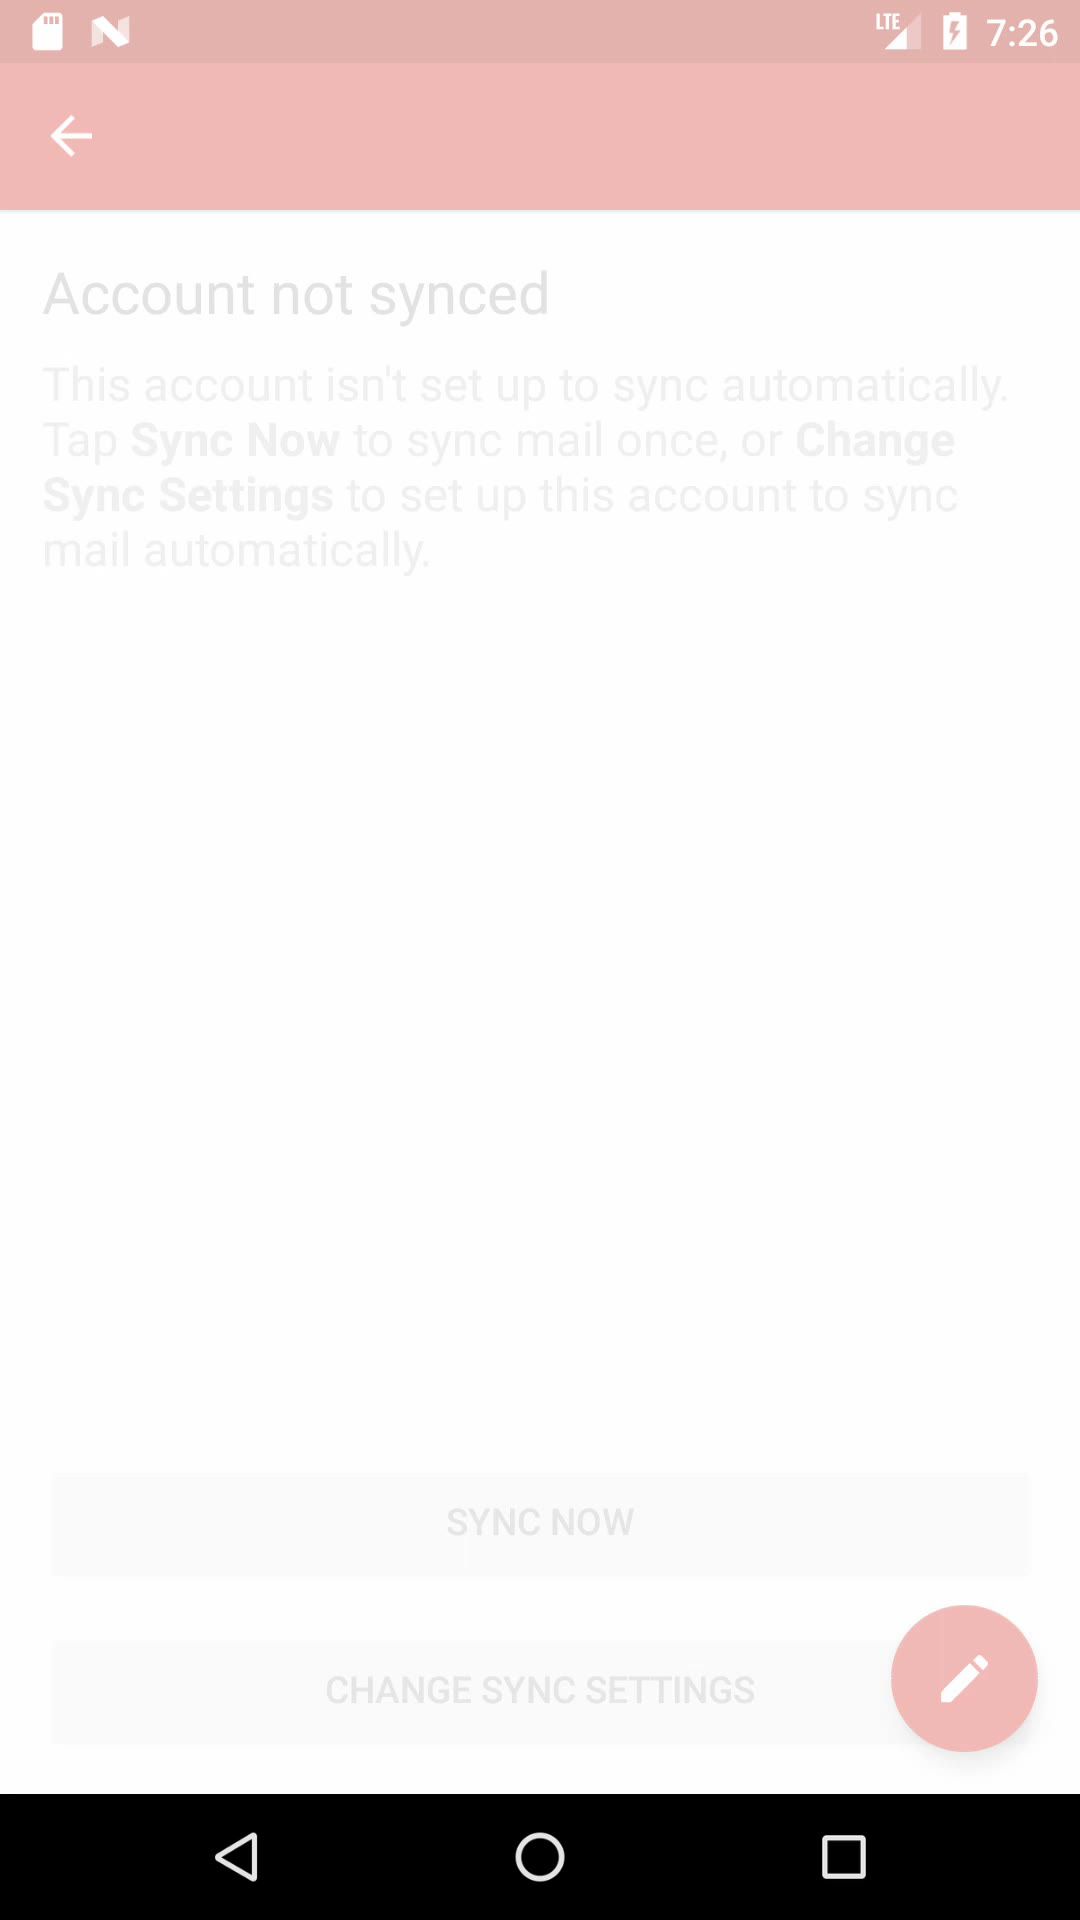 LTE 7:26
Account not synced
This account isn't set up to sync automatically.
Tap Sync Now to sync mail once, or Change
Sync Settings to set up this account to sync
mail automatically.
SYNC NOW
CHANGE SYNC SETTINGS